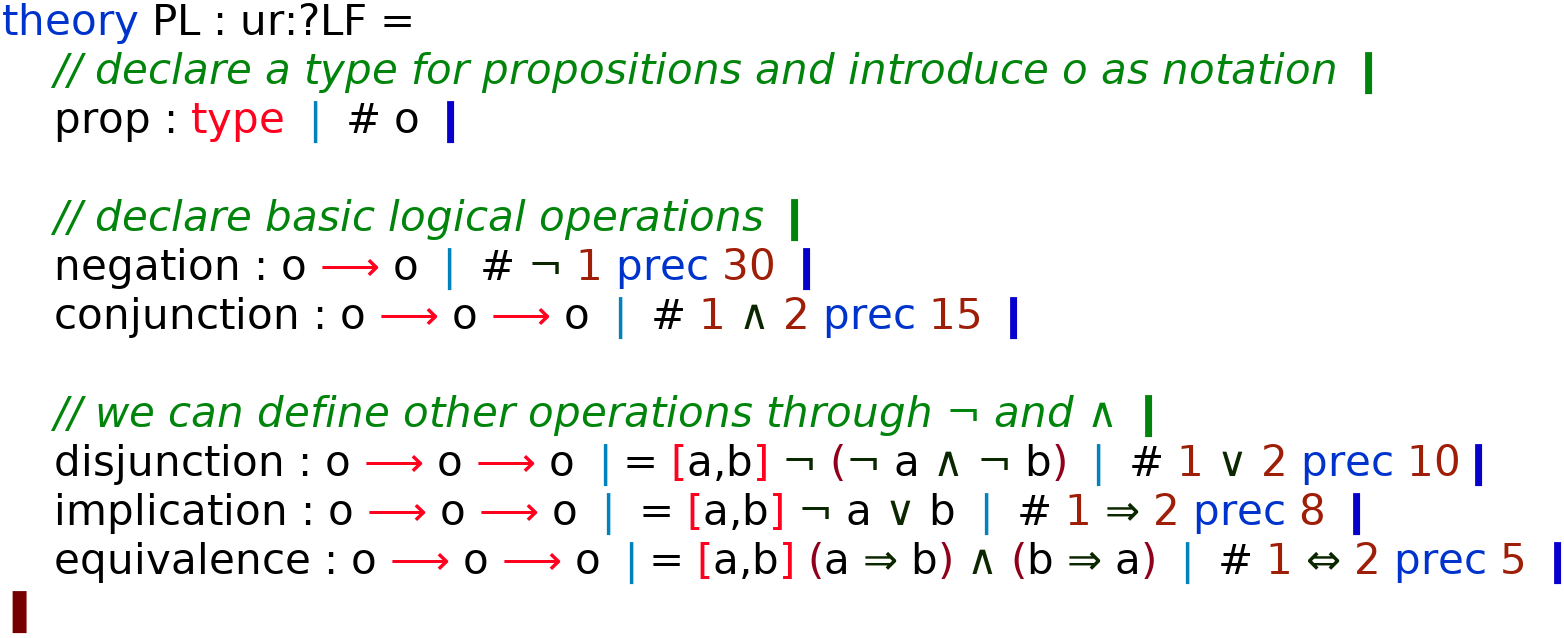 theory PL : ur:?LF =
// declare a type for propositions and introduce o as notation ❙
prop : type ❘ # o ❙
// declare basic logical operations ❙
negation : o ⟶ o ❘ # ¬ 1 prec 30 ❙
conjunction : o ⟶ o ⟶ o ❘ # 1 ∧ 2 prec 15 ❙
// we can define other operations through ¬ and ∧ ❙
disjunction : o ⟶ o ⟶ o ❘ = [a,b] ¬ (¬ a ∧ ¬ b) ❘ # 1 ∨ 2 prec 10 ❙
implication : o ⟶ o ⟶ o ❘ = [a,b] ¬ a ∨ b ❘ # 1 ⇒ 2 prec 8 ❙
equivalence : o ⟶ o ⟶ o ❘ = [a,b] (a ⇒ b) ∧ (b ⇒ a) ❘ # 1 ⇔ 2 prec 5 ❙
❚